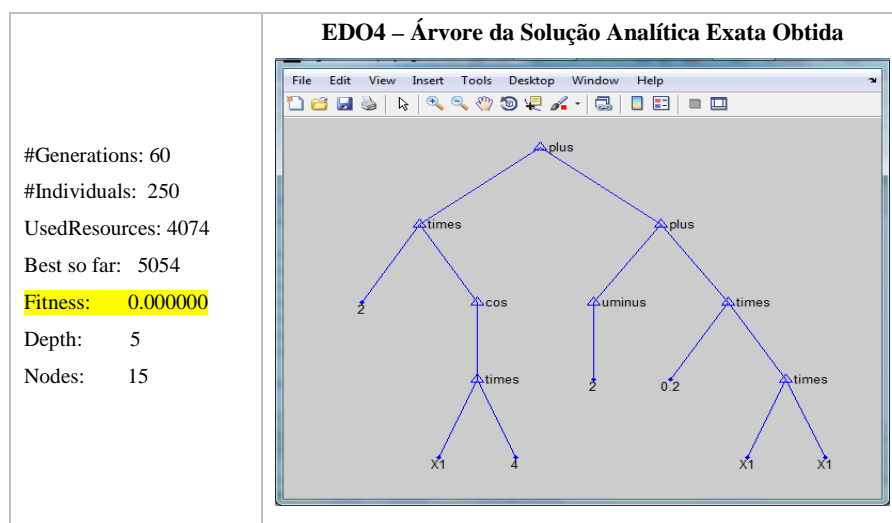 EDO4 – Árvore da Solução Analítica Exata Obtida
#Generations: 60
#Individuals: 250
UsedResources: 4074
Best so far: 5054
Fitness: 0.000000
Depth: 5
Nodes: 15
File Edit View Insert Tools Desktop Window Help
plus
times plus
2 cos uminus times
times 2 0.2 times
X1 4 X1 X1